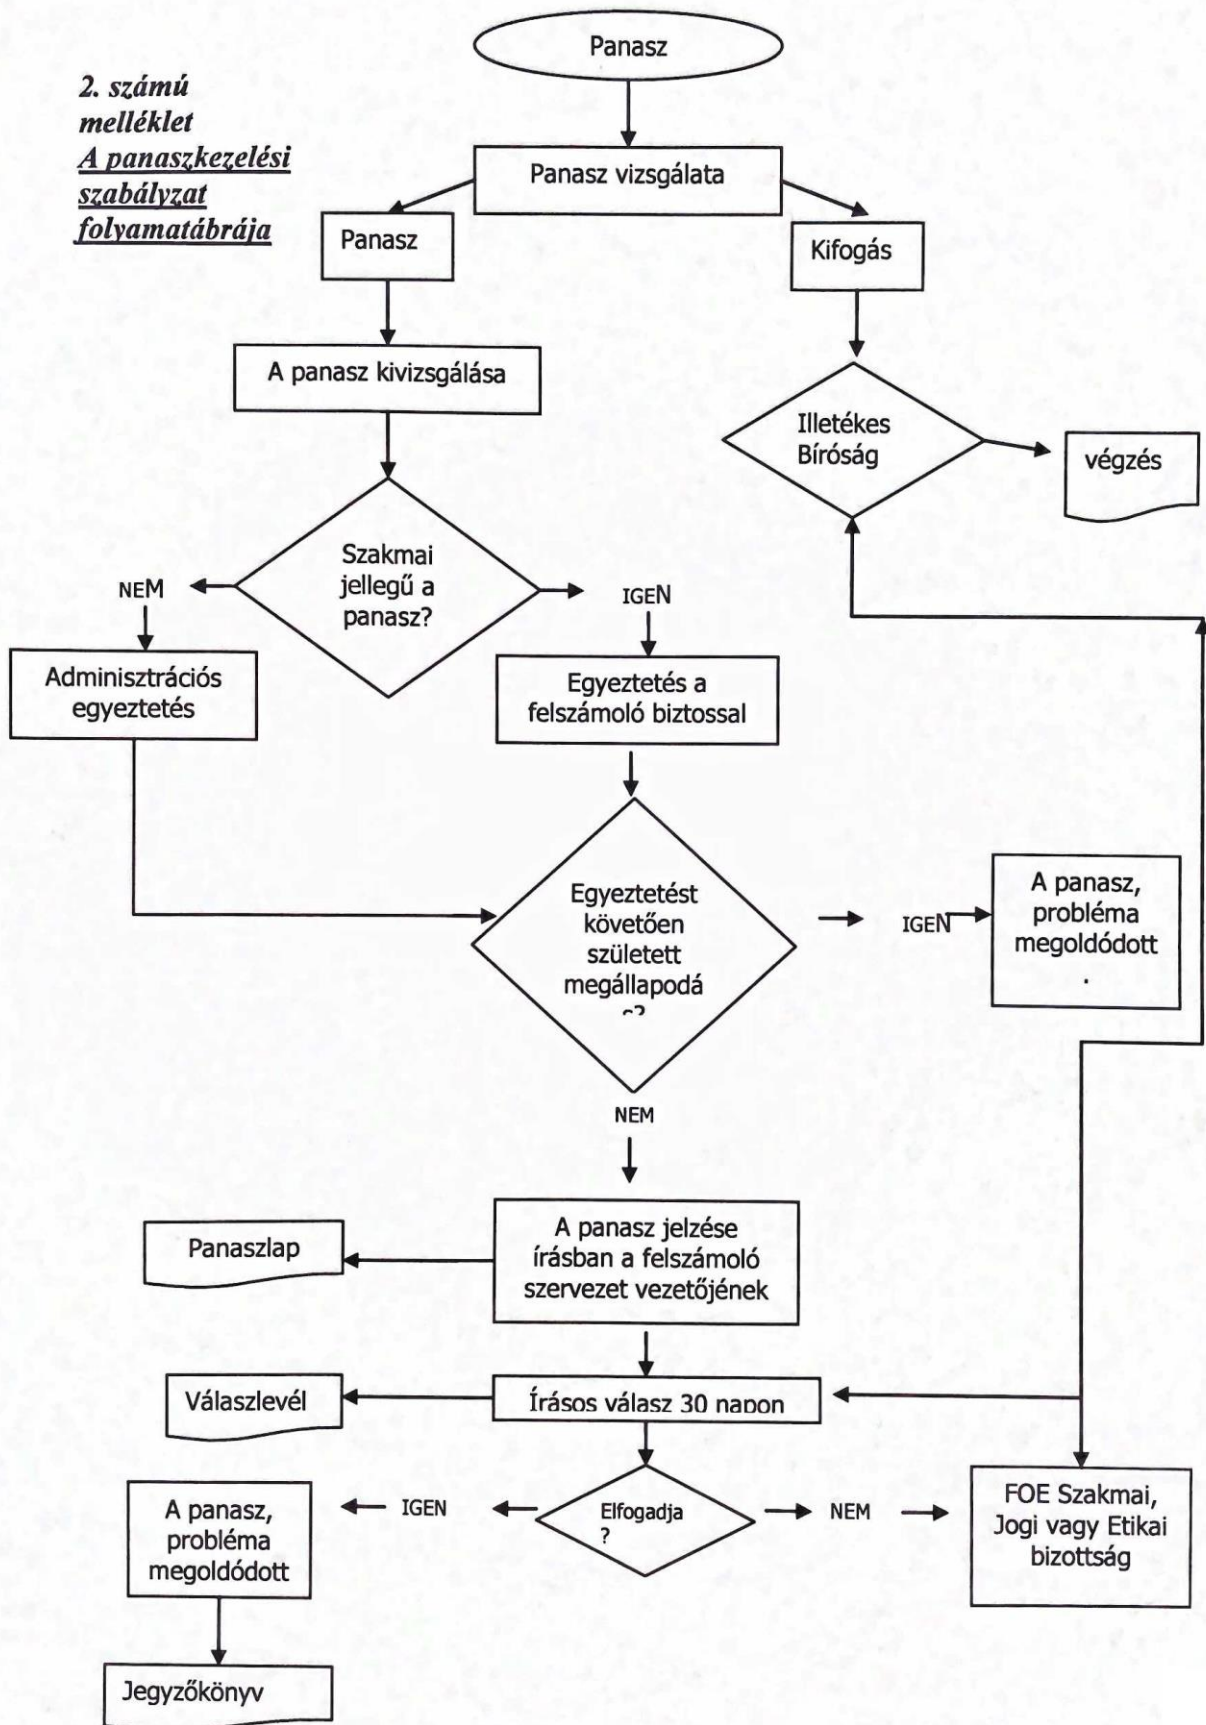 Panasz
2. számú
melléklet
A panaszkezelési
szabályzat
folyamatábrája
Panasz vizsgálata
Panasz
Kifogás
A panasz kivizsgálása
Illetékes
Bíróság
végzés
Szakmai
jellegű a
panasz?
NEM
IGEN
Adminisztrációs
egyeztetés
Egyeztetés a
felszámoló biztossal
Egyeztetést
követően
született
megállapodá
s?
IGEN
A panasz,
probléma
megoldódott
.
NEM
A panasz jelzése
írásban a felszámoló
szervezet vezetőjének
Panaszlap
Írásos válasz 30 napon
Válaszlevél
Elfogadja
?
IGEN
NEM
A panasz,
probléma
megoldódott
FOE Szakmai,
Jogi vagy Etikai
bizottság
Jegyzőkönyv